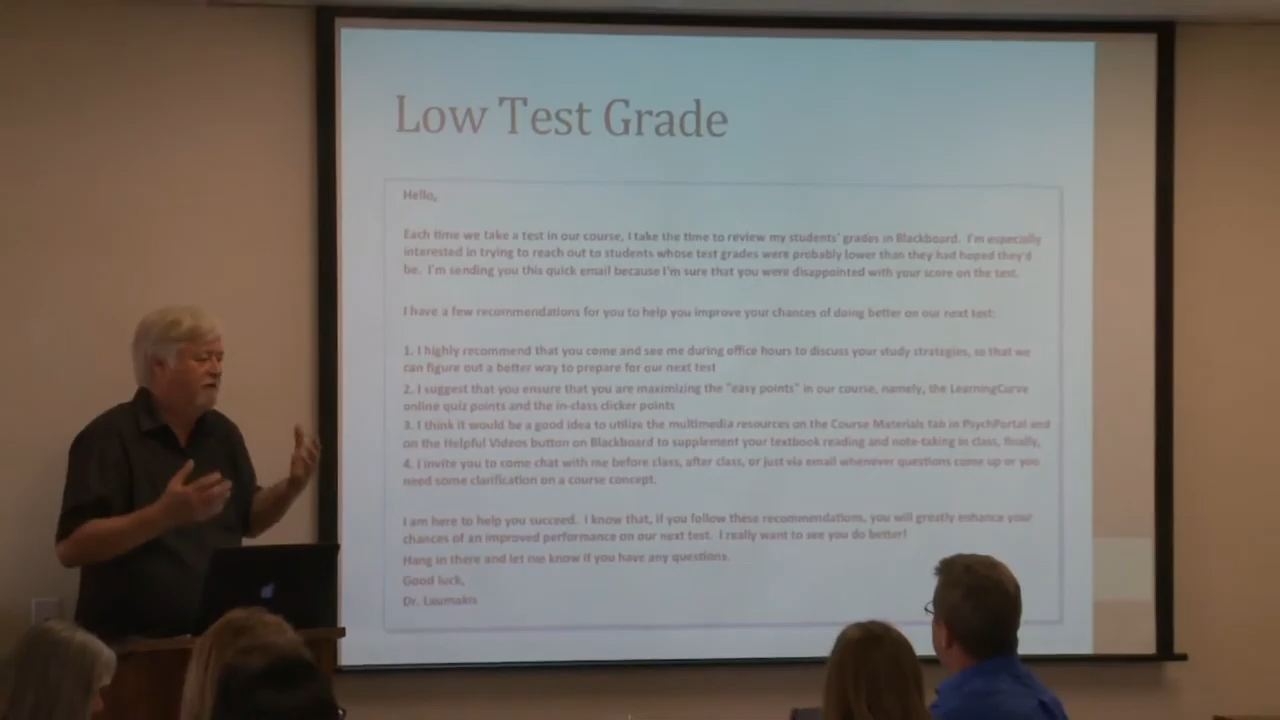 Low Test Grade
Hello,
Each time we take a test in our course, I take the time to review my students' grades in Blackboard. I'm especially
interested in trying to reach out to students whose test grades were probably lower than they had hoped they'd
be. I'm sending you this quick email because I'm sure that you were disappointed with your score on the test.
I have a few recommendations for you to help you improve your chances of doing better on our next test:
1. I highly recommend that you come and see me during office hours to discuss your study strategies, so that we
can figure out a better way to prepare for our next test
2. I suggest that you ensure that you are maximizing the "easy points" in our course, namely, the LearningCurve
online quiz points and the in-class clicker points
3. I think it would be a good idea to utilize the multimedia resources on the Course Materials tab in PsychPortal and
on the Helpful Videos button on Blackboard to supplement your textbook reading and note-taking in class, finally,
4. I invite you to come chat with me before class, after class, or just via email whenever questions come up or you
need some clarification on a course concept.
I am here to help you succeed. I know that, if you follow these recommendations, you will greatly enhance your
chances of an improved performance on our next test. I really want to see you do better!
Hang in there and let me know if you have any questions.
Good luck,
Dr. Loumakis